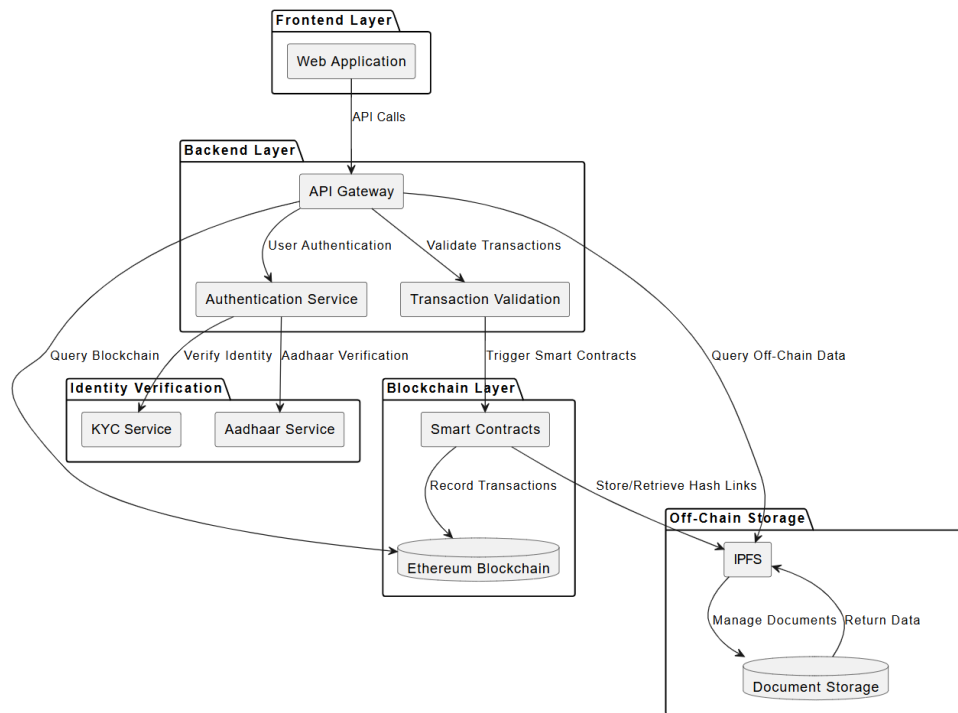 Frontend Layer
Web Application
API Calls
Backend Layer
API Gateway
User Authentication
Validate Transactions
Authentication Service
Transaction Validation
Query Blockchain
Verify Identity
Aadhaar Verification
Trigger Smart Contracts
Query Off-Chain Data
Identity Verification
Blockchain Layer
KYC Service
Aadhaar Service
Smart Contracts
Record Transactions
Store/Retrieve Hash Links
Off-Chain Storage
IPFS
Ethereum Blockchain
Manage Documents
Return Data
Document Storage